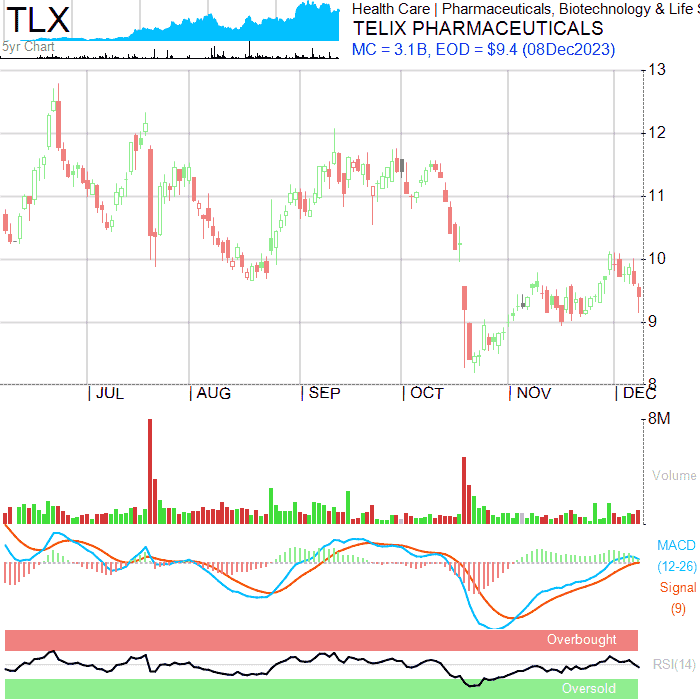 TLX
5yr Chart
Health Care | Pharmaceuticals, Biotechnology & Life S
TELIX PHARMACEUTICALS
MC = 3.1B, EOD = $9.4 (08Dec2023)
13
12
11
10
9
8
| JUL | AUG | SEP | OCT | NOV | DEC
8M
Volume
MACD
(12-26)
Signal
(9)
Overbought
RSI(14)
Oversold